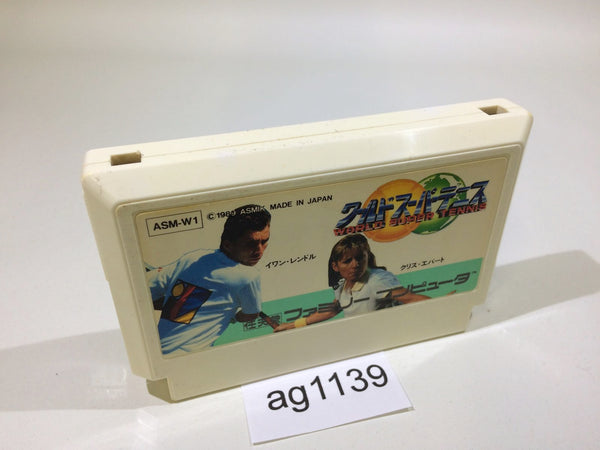 ASM-W1
© 1989 ASMIK MADE IN JAPAN
ワールドスーパーテニス
WORLD SUPER TENNIS
イワン・レンドル
クリス・エバート
任天堂 ファミリーコンピュータ
ag1139